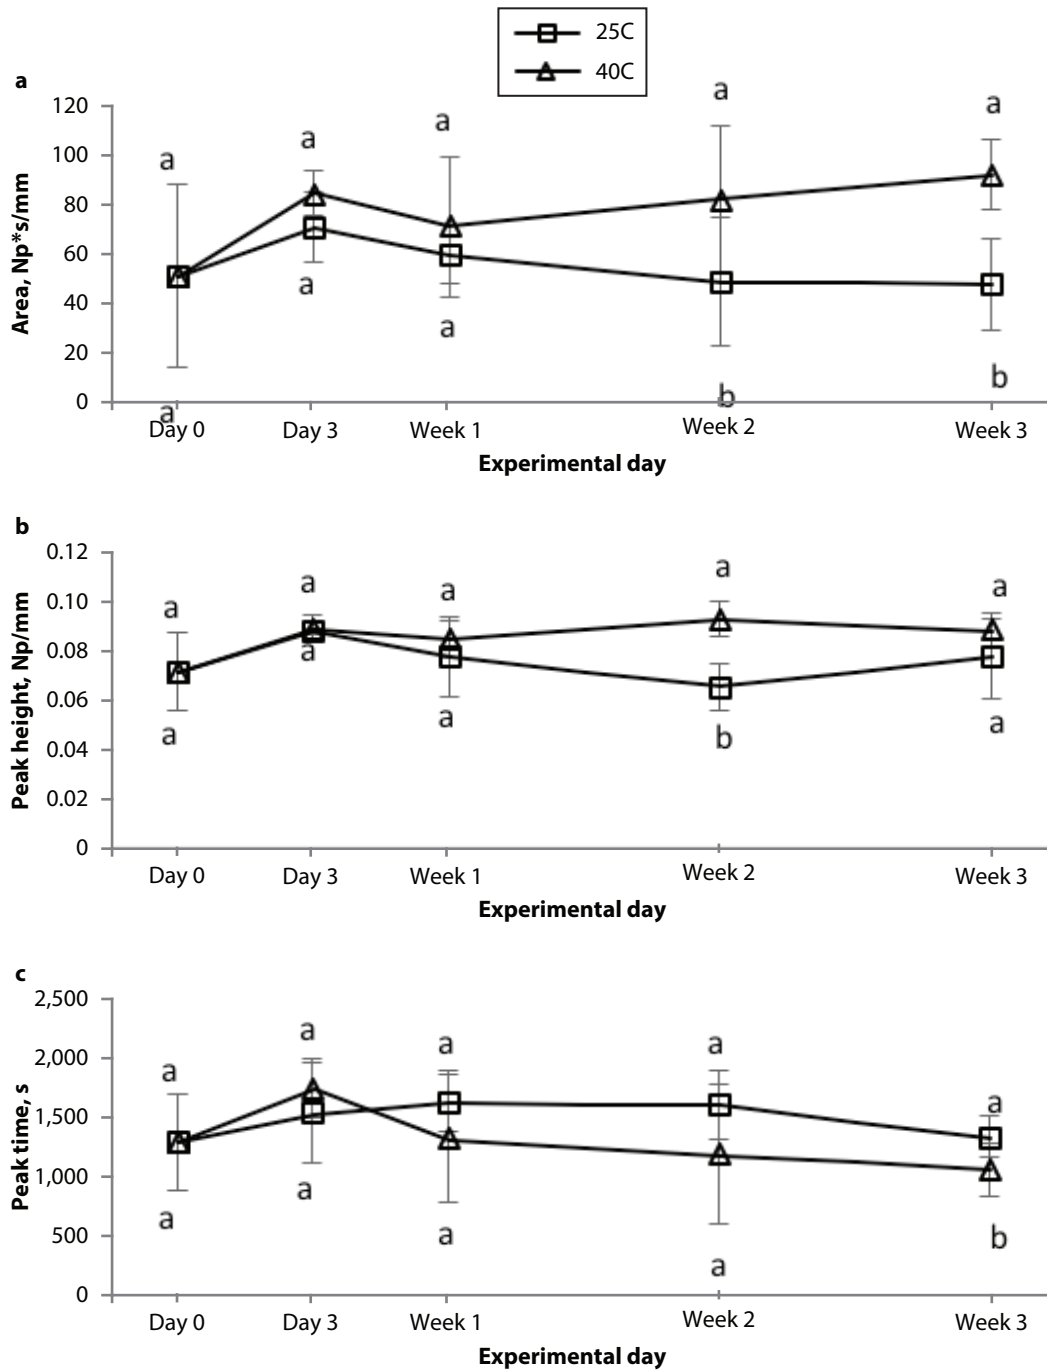 25C
40C
a
Area, Np*s/mm
120
100
80
60
40
20
0
a
a
a
a
a
a
a
a
b
b
Day 0
Day 3
Week 1
Week 2
Week 3
Experimental day
b
Peak height, Np/mm
0.12
0.10
0.08
0.06
0.04
0.02
0
a
a
a
a
a
a
a
a
b
a
Day 0
Day 3
Week 1
Week 2
Week 3
Experimental day
c
Peak time, s
2,500
2,000
1,500
1,000
500
0
a
a
a
a
a
a
a
a
a
b
Day 0
Day 3
Week 1
Week 2
Week 3
Experimental day